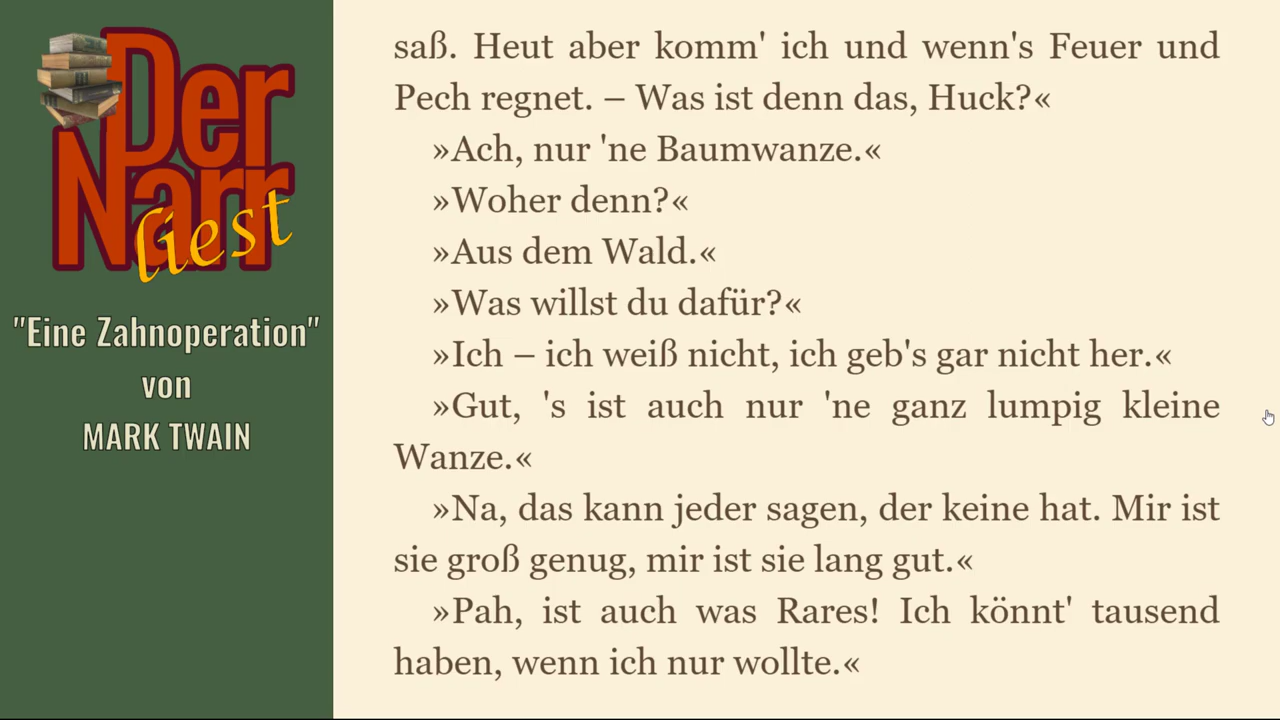 Der
Narr
liest
"Eine Zahnoperation"
von
MARK TWAIN
saß. Heut aber komm' ich und wenn's Feuer und
Pech regnet. – Was ist denn das, Huck?«
»Ach, nur 'ne Baumwanze.«
»Woher denn?«
»Aus dem Wald.«
»Was willst du dafür?«
»Ich – ich weiß nicht, ich geb's gar nicht her.«
»Gut, 's ist auch nur 'ne ganz lumpig kleine
Wanze.«
»Na, das kann jeder sagen, der keine hat. Mir ist
sie groß genug, mir ist sie lang gut.«
»Pah, ist auch was Rares! Ich könnt' tausend
haben, wenn ich nur wollte.«